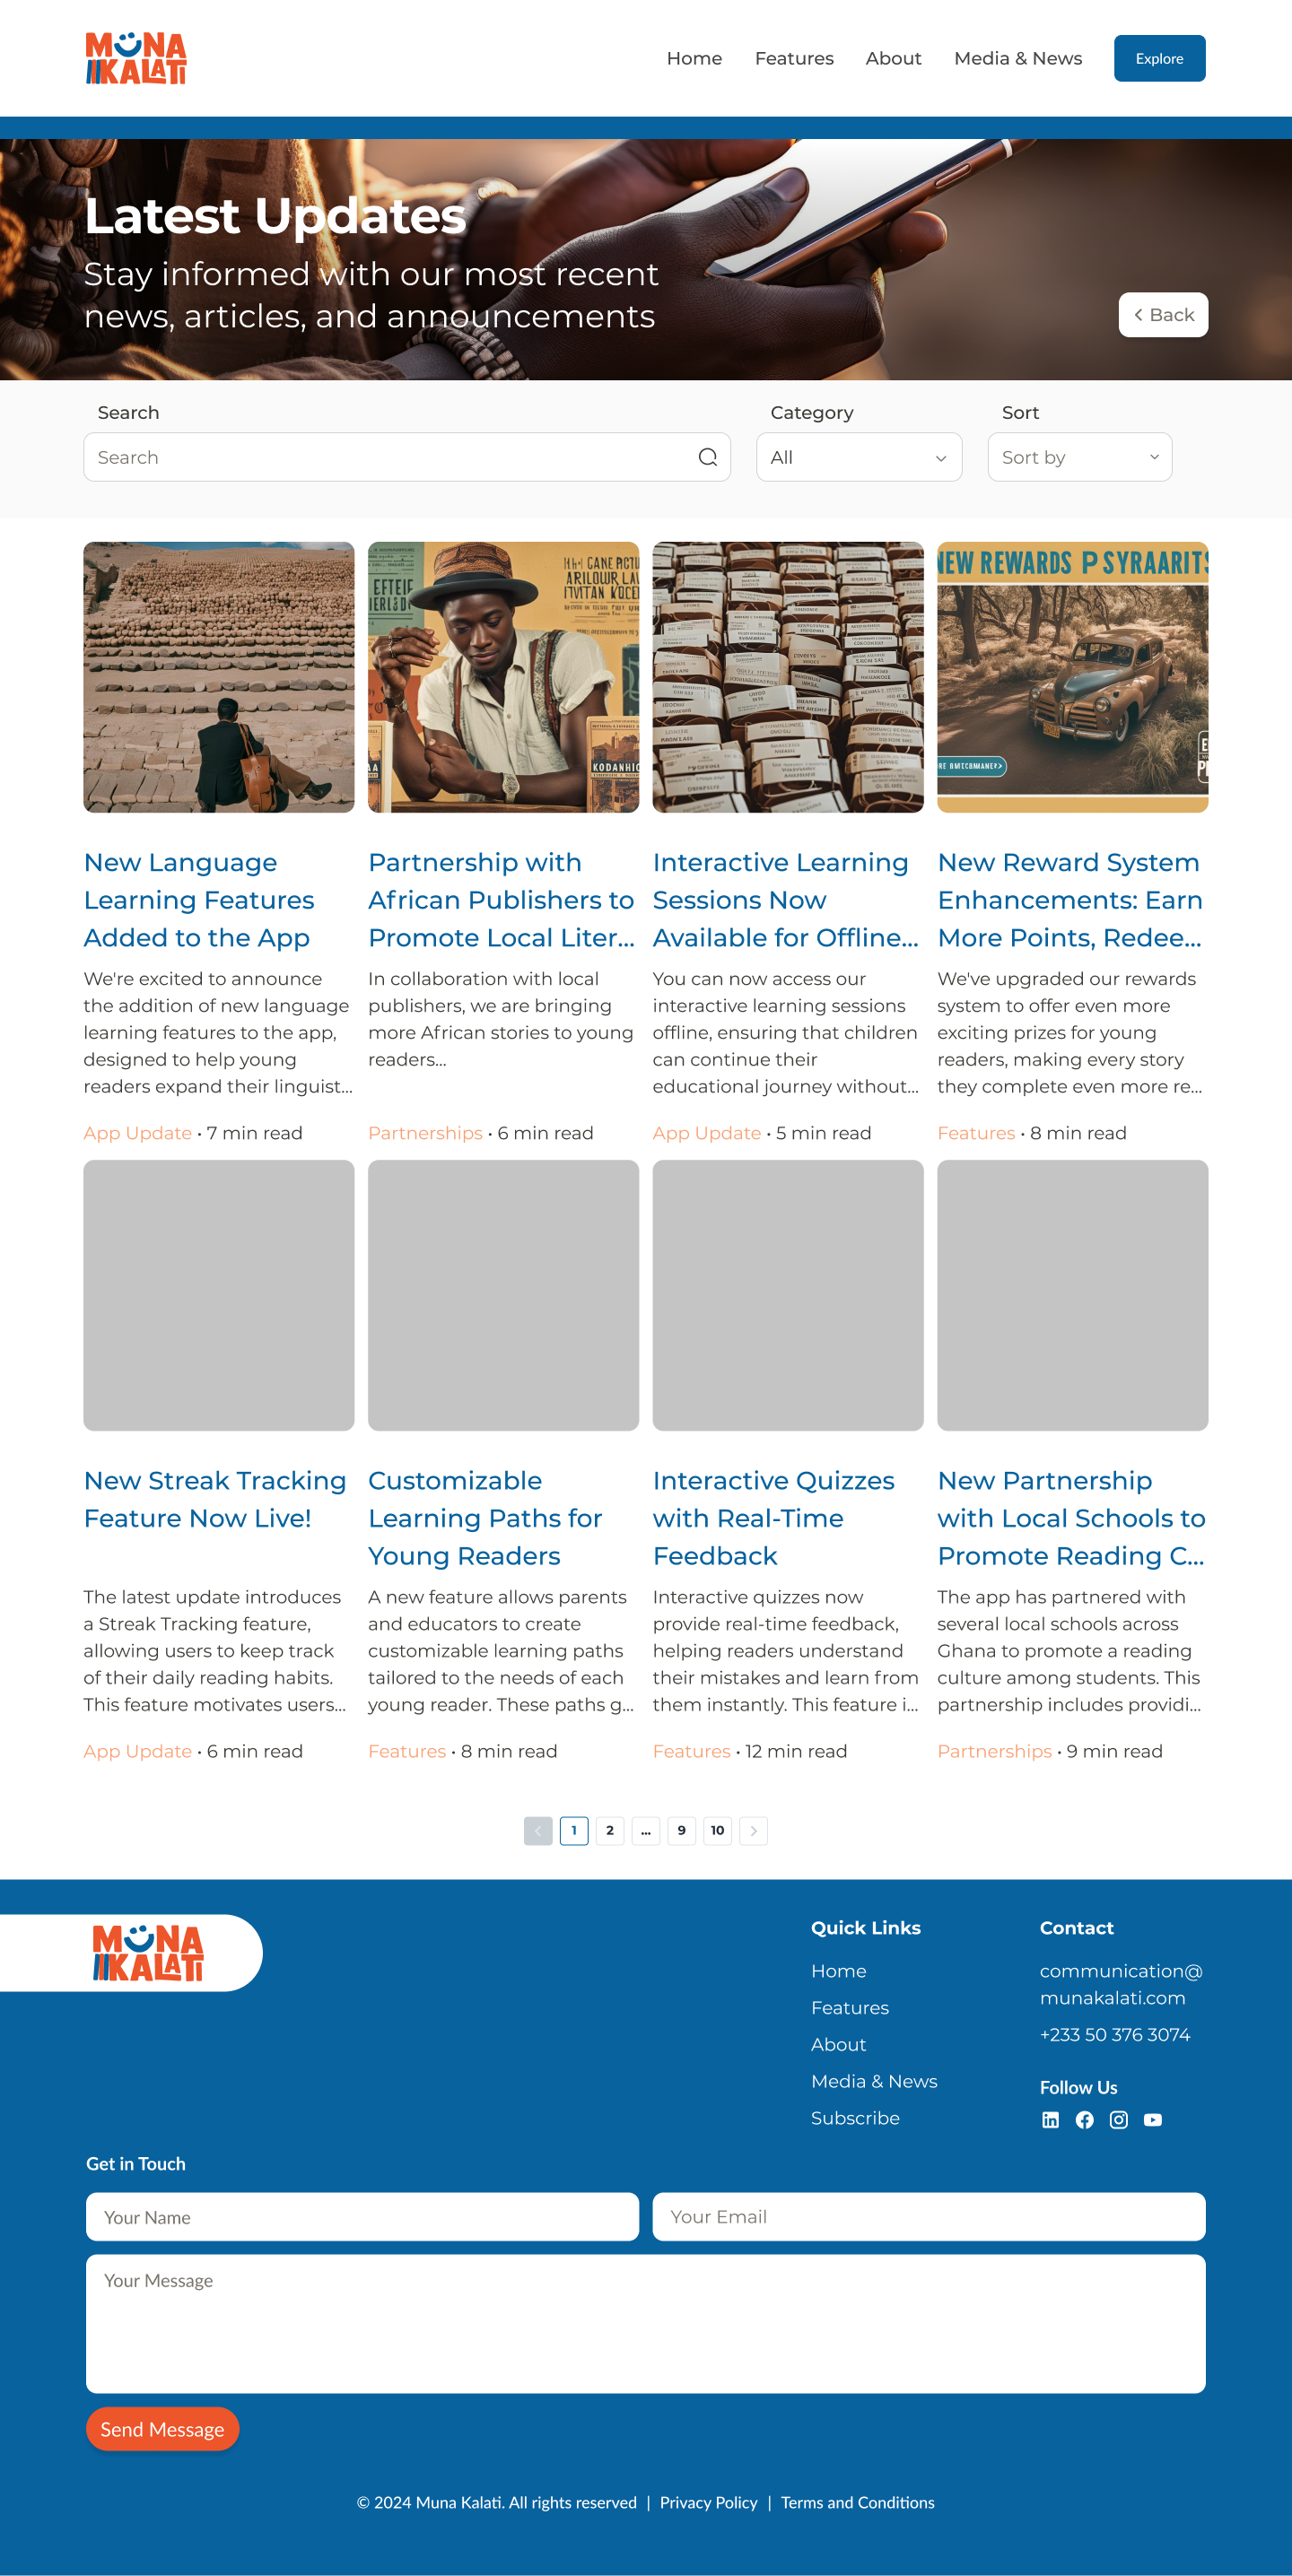 MUNA
KALATI
Home
Features
About
Media & News
Explore
Latest Updates
Stay informed with our most recent
news, articles, and announcements
Back
Search
Category
Sort
Search
All
Sort by
NEW REWARDS P SYRAARITS
KODANHIC
New Language
Learning Features
Added to the App
We're excited to announce
the addition of new language
learning features to the app,
designed to help young
readers expand their linguist...
App Update • 7 min read
Partnership with
African Publishers to
Promote Local Liter...
In collaboration with local
publishers, we are bringing
more African stories to young
readers...
Partnerships • 6 min read
Interactive Learning
Sessions Now
Available for Offline...
You can now access our
interactive learning sessions
offline, ensuring that children
can continue their
educational journey without...
App Update • 5 min read
New Reward System
Enhancements: Earn
More Points, Redee...
We've upgraded our rewards
system to offer even more
exciting prizes for young
readers, making every story
they complete even more re...
Features • 8 min read
New Streak Tracking
Feature Now Live!
The latest update introduces
a Streak Tracking feature,
allowing users to keep track
of their daily reading habits.
This feature motivates users...
App Update • 6 min read
Customizable
Learning Paths for
Young Readers
A new feature allows parents
and educators to create
customizable learning paths
tailored to the needs of each
young reader. These paths g...
Features • 8 min read
Interactive Quizzes
with Real-Time
Feedback
Interactive quizzes now
provide real-time feedback,
helping readers understand
their mistakes and learn from
them instantly. This feature i...
Features • 12 min read
New Partnership
with Local Schools to
Promote Reading C...
The app has partnered with
several local schools across
Ghana to promote a reading
culture among students. This
partnership includes providi...
Partnerships • 9 min read
1 2 ... 9 10
MUNA
KALATI
Quick Links
Home
Features
About
Media & News
Subscribe
Contact
communication@
munakalati.com
+233 50 376 3074
Follow Us
Get in Touch
Your Name
Your Email
Your Message
Send Message
© 2024 Muna Kalati. All rights reserved | Privacy Policy | Terms and Conditions